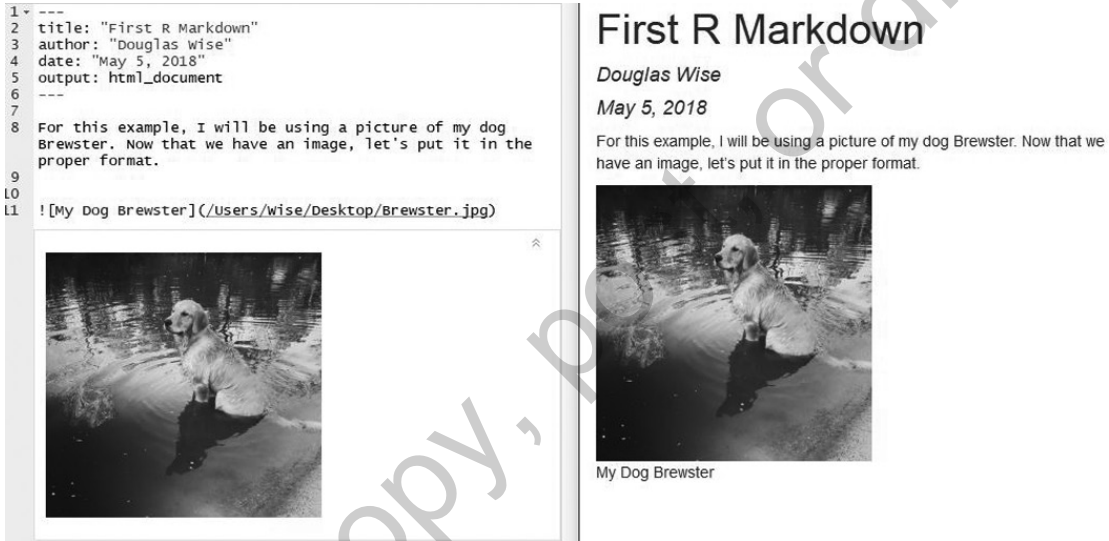 1 ---
2 title: "First R Markdown"
3 author: "Douglas Wise"
4 date: "May 5, 2018"
5 output: html_document
6 ---
7
8 For this example, I will be using a picture of my dog
Brewster. Now that we have an image, let's put it in the
proper format.
9
10
11 ![My Dog Brewster](/Users/Wise/Desktop/Brewster.jpg)
First R Markdown
Douglas Wise
May 5, 2018
For this example, I will be using a picture of my dog Brewster. Now that we
have an image, let's put it in the proper format.
My Dog Brewster